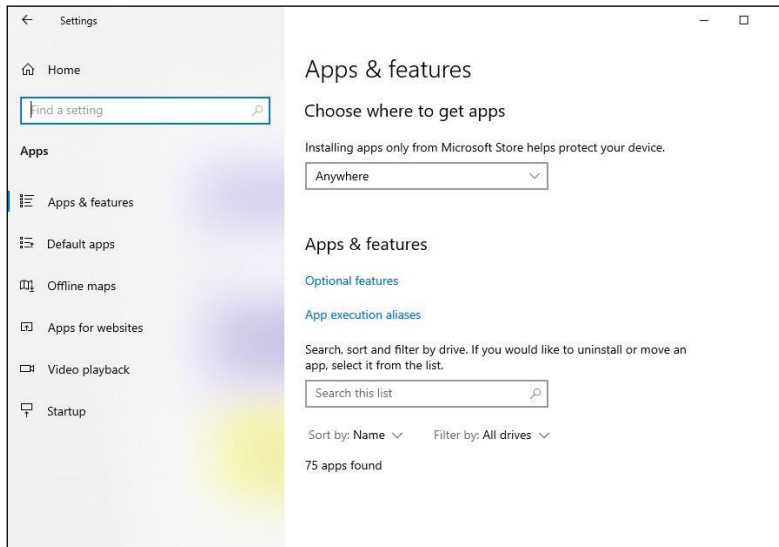 Settings
Home
Find a setting
Apps
Apps & features
Default apps
Offline maps
Apps for websites
Video playback
Startup
Apps & features
Choose where to get apps
Installing apps only from Microsoft Store helps protect your device.
Anywhere
Apps & features
Optional features
App execution aliases
Search, sort and filter by drive. If you would like to uninstall or move an
app, select it from the list.
Search this list
Sort by: Name Filter by: All drives
75 apps found